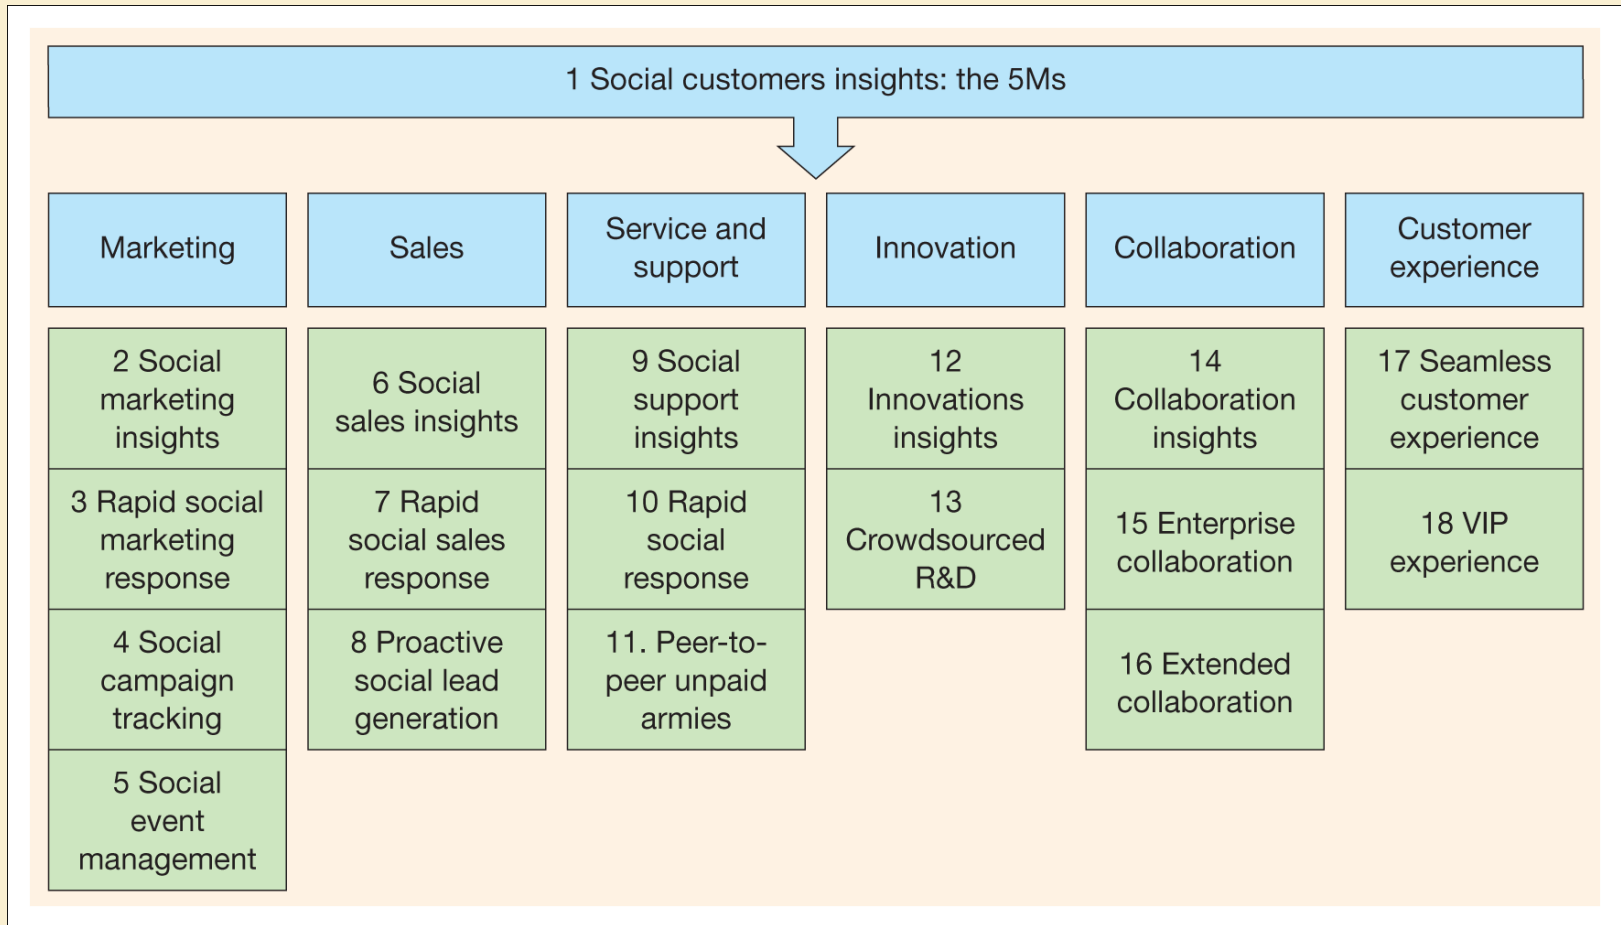 1 Social customers insights: the 5Ms
Marketing
Sales
Service and
support
Innovation
Collaboration
Customer
experience
2 Social
marketing
insights
3 Rapid social
marketing
response
4 Social
campaign
tracking
5 Social
event
management
6 Social
sales insights
7 Rapid
social sales
response
8 Proactive
social lead
generation
9 Social
support
insights
10 Rapid
social
response
11. Peer-to-
peer unpaid
armies
12
Innovations
insights
13
Crowdsourced
R&D
14
Collaboration
insights
15 Enterprise
collaboration
16 Extended
collaboration
17 Seamless
customer
experience
18 VIP
experience